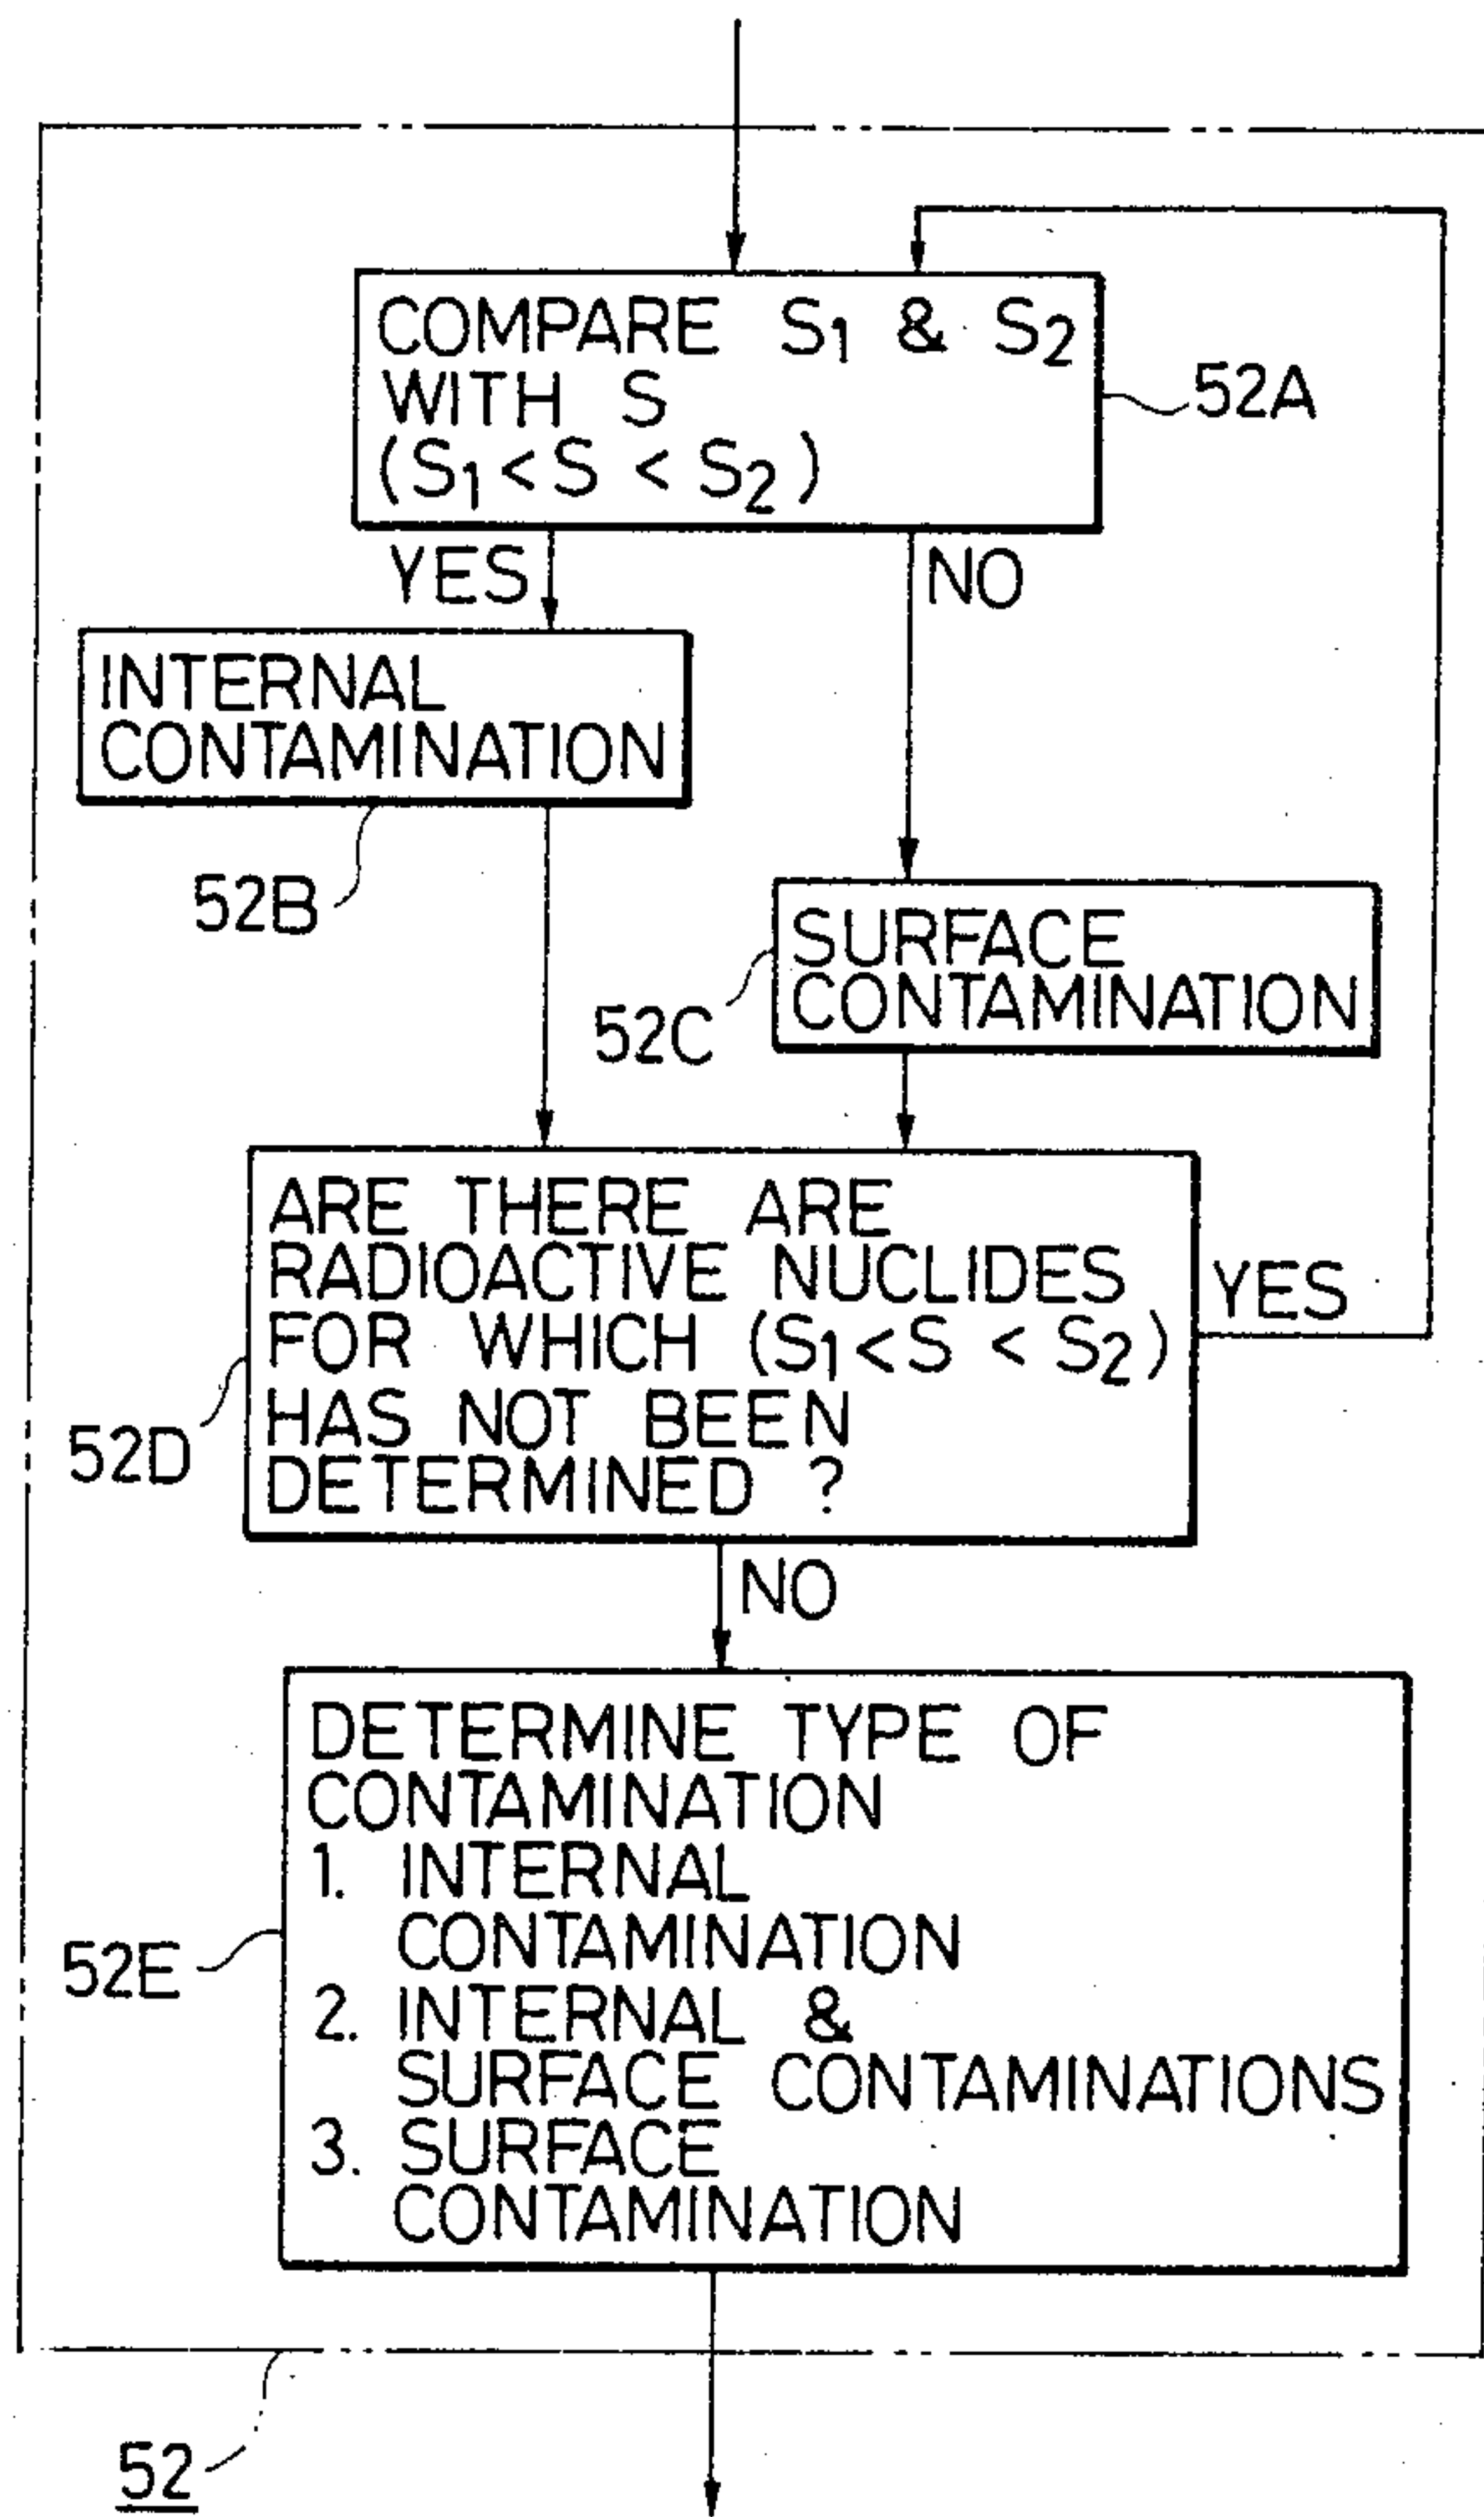 COMPARE S1 & S2
WITH S
(S1 < S < S2)
52A
YES
NO
INTERNAL
CONTAMINATION
52B
SURFACE
CONTAMINATION
52C
ARE THERE ARE
RADIOACTIVE NUCLIDES
FOR WHICH (S1 < S < S2)
HAS NOT BEEN
DETERMINED ?
YES
52D
NO
DETERMINE TYPE OF
CONTAMINATION
1. INTERNAL
CONTAMINATION
2. INTERNAL &
SURFACE CONTAMINATIONS
3. SURFACE
CONTAMINATION
52E
52